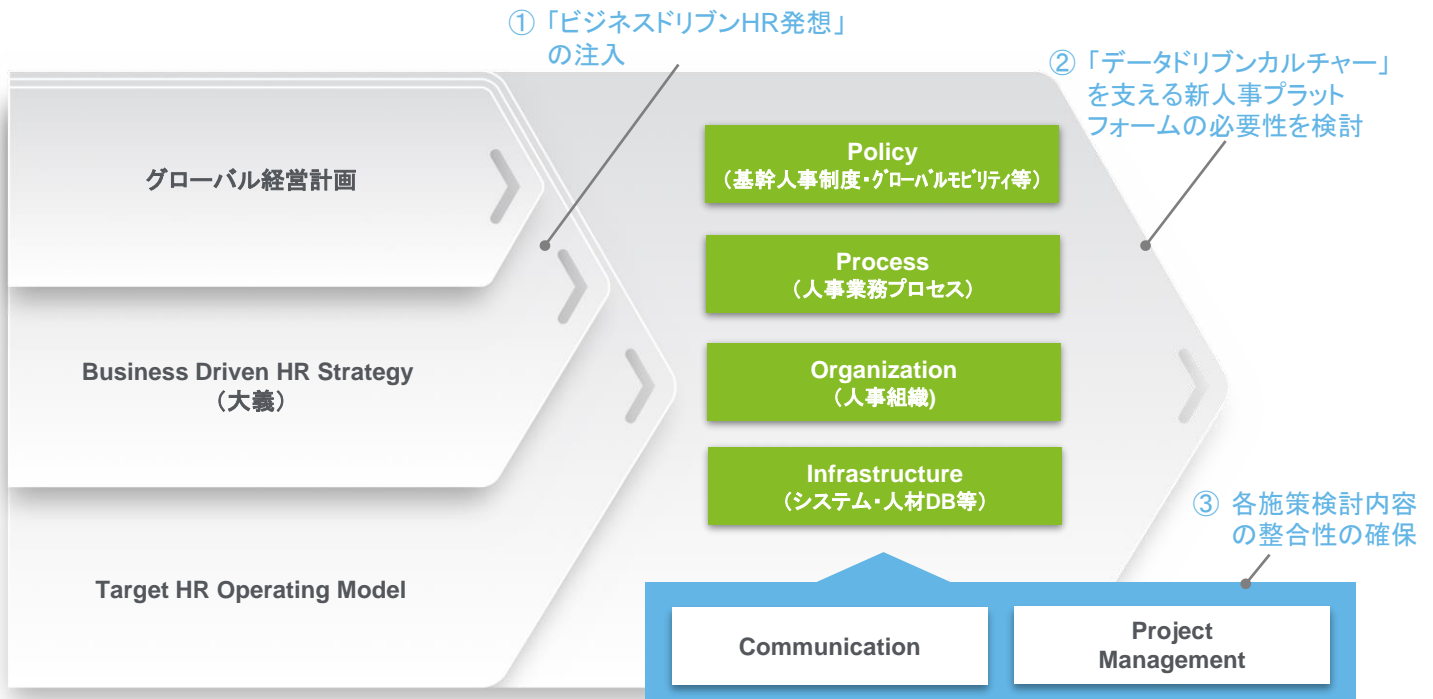 ① 「ビジネスドリブンHR発想」
の注入
② 「データドリブンカルチャー」
を支える新人事プラット
フォームの必要性を検討
グローバル経営計画
Business Driven HR Strategy
（大義）
Target HR Operating Model
Policy
（基幹人事制度・ｸﾞﾛｰﾊﾞﾙﾓﾋﾞﾘﾃｨ等）
Process
（人事業務プロセス）
Organization
（人事組織)
Infrastructure
（システム・人材DB等）
③ 各施策検討内容
の整合性の確保
Communication
Project
Management